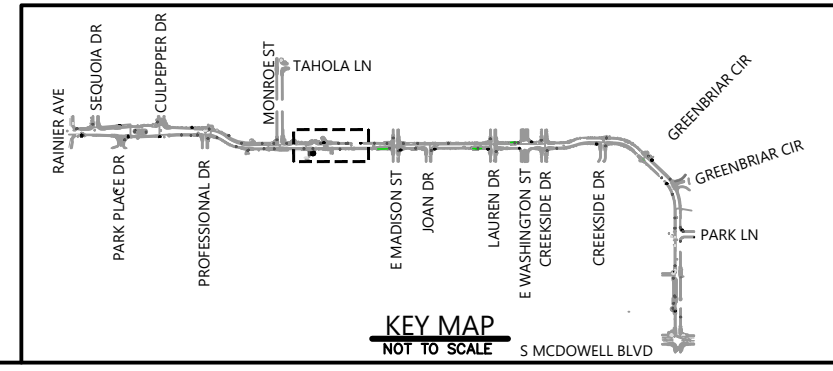 RAINIER AVE
SEQUOIA DR
CULPEPPER DR
MONROE ST
TAHOLA LN
GREENBRIAR CIR
GREENBRIAR CIR
PARK PLACE DR
PROFESSIONAL DR
E MADISON ST
JOAN DR
LAUREN DR
E WASHINGTON ST
CREEKSIDE DR
CREEKSIDE DR
PARK LN
KEY MAP
NOT TO SCALE
S MCDOWELL BLVD